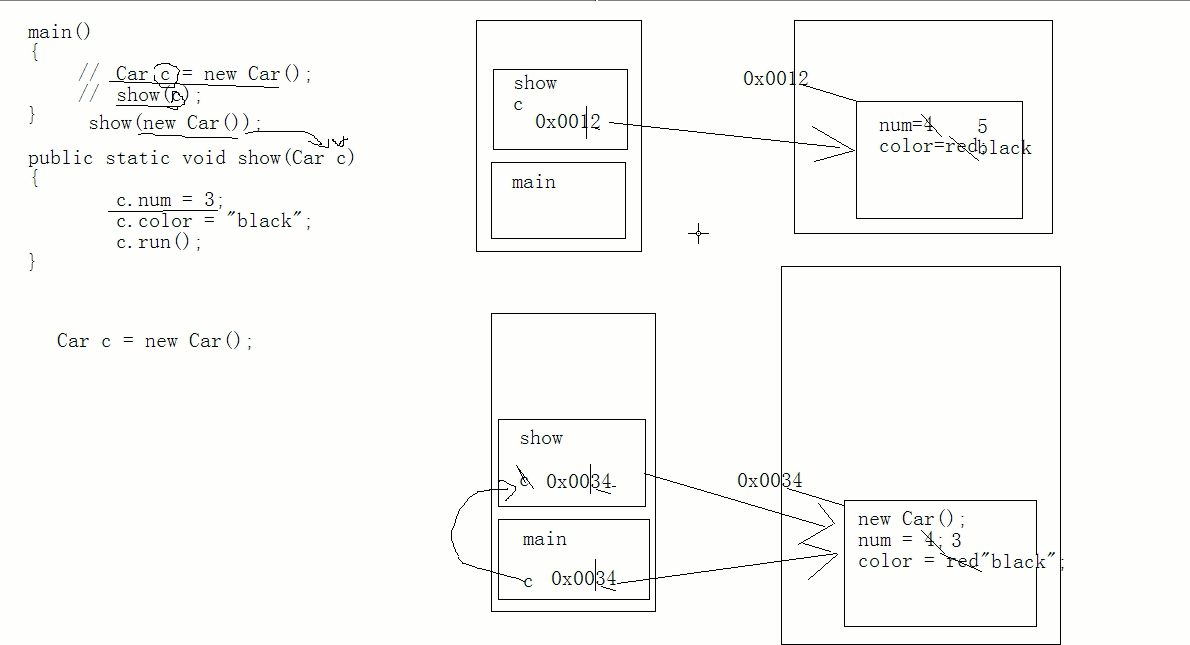 main()
{
// Car c = new Car();
// show(c);
}
show(new Car());
public static void show(Car c)
{
c.num = 3;
c.color = "black";
c.run();
}
Car c = new Car();
show
c
0x0012
main
0x0012
num=4 5
color=red black
show
c 0x0034
main
c 0x0034
0x0034
new Car();
num = 4; 3
color = red"black";